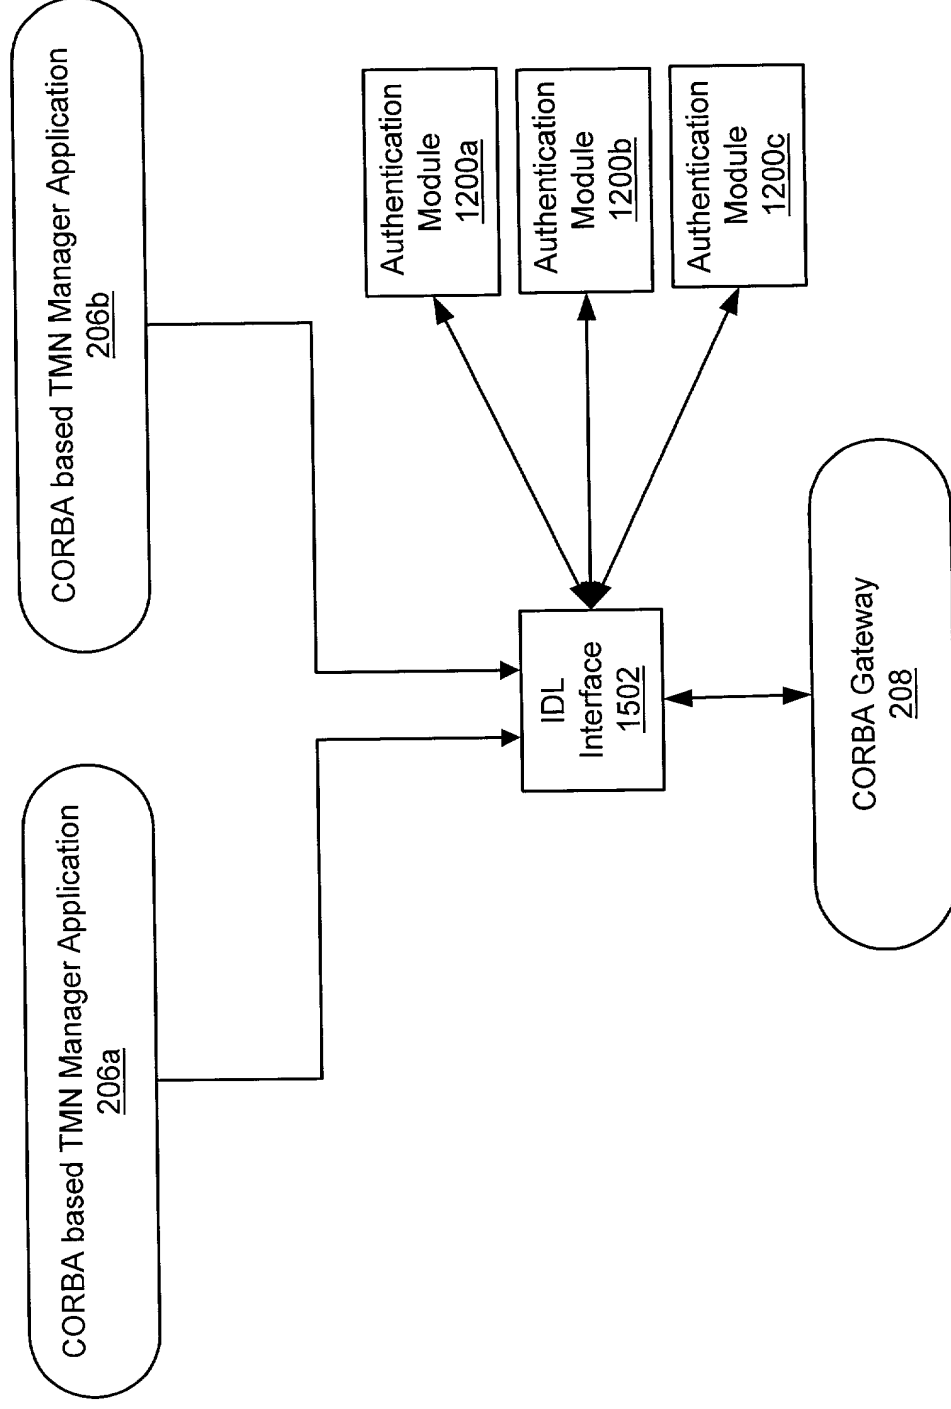 CORBA based TMN Manager Application
206a
CORBA based TMN Manager Application
206b
IDL
Interface
1502
Authentication
Module
1200a
Authentication
Module
1200b
Authentication
Module
1200c
CORBA Gateway
208